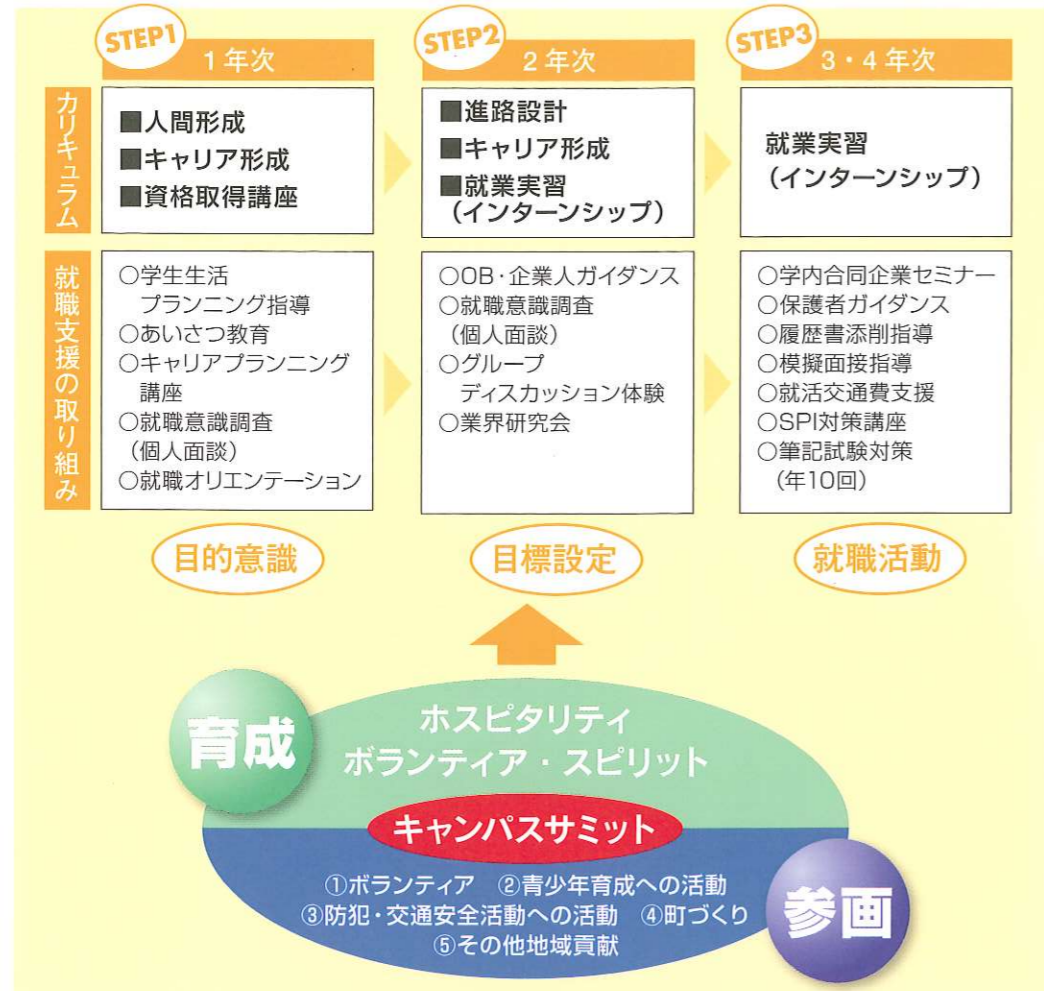 STEP1
1年次
STEP2
2年次
STEP3
3・4年次
カリキュラム
■人間形成
■キャリア形成
■資格取得講座
■進路設計
■キャリア形成
■就業実習
（インターンシップ）
就業実習
（インターンシップ）
就職支援の取り組み
○学生生活
プランニング指導
○あいさつ教育
○キャリアプランニング
講座
○就職意識調査
（個人面談）
○就職オリエンテーション
○OB・企業人ガイダンス
○就職意識調査
（個人面談）
○グループ
ディスカッション体験
○業界研究会
○学内合同企業セミナー
○保護者ガイダンス
○履歴書添削指導
○模擬面接指導
○就活交通費支援
○SPI対策講座
○筆記試験対策
（年10回）
目的意識
目標設定
就職活動
育成
ホスピタリティ
ボランティア・スピリット
キャンパスサミット
①ボランティア ②青少年育成への活動
③防犯・交通安全活動への活動 ④町づくり
⑤その他地域貢献
参画